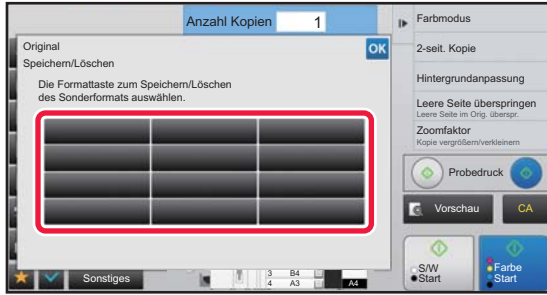 Anzahl Kopien 1
Original
OK
Speichern/Löschen
Die Formattaste zum Speichern/Löschen
des Sonderformats auswählen.
Sonstiges
3 B4
4 A3
A4
Farbmodus
2-seit. Kopie
Hintergrundanpassung
Leere Seite überspringen
Leere Seite im Orig. überspr.
Zoomfaktor
Kopie vergrößern/verkleinern
Probedruck
Vorschau
CA
S/W
Start
Farbe
Start